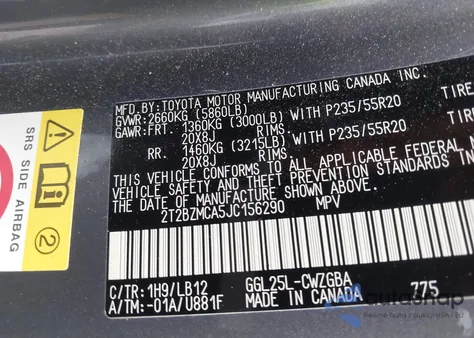 MFD.BY:TOYOTA MOTOR MANUFACTURING CANADA INC.
GVWR:2660KG (5860LB)
GAWR:FRT. 1360KG (3000LB) WITH P235/55R20 TIRE
20X8J RIMS.
RR. 1460KG (3215LB) WITH P235/55R20 TIRE
20X8J RIMS.
THIS VEHICLE CONFORMS TO ALL APPLICABLE FEDERAL
VEHICLE SAFETY AND THEFT PREVENTION STANDARDS IN
THE DATE OF MANUFACTURE SHOWN ABOVE.
2T2BZMCA5JC156290 MPV
C/TR: 1H9/LB12 GGL25L-CWZGBA
A/TM:-01A/U881F MADE IN CANADA 775
SRS SIDE AIRBAG
2
autoshop